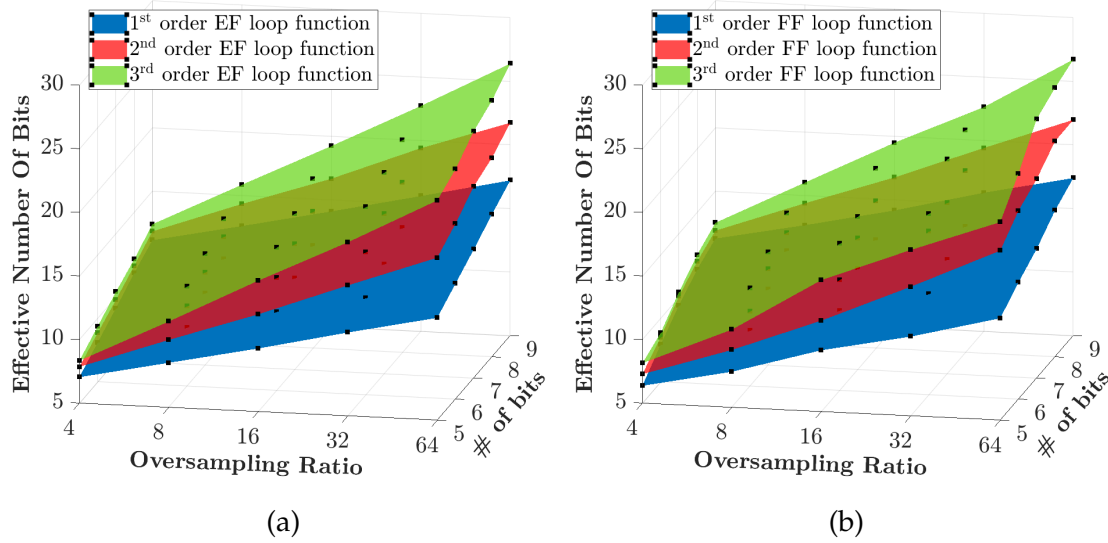 1st order EF loop function
2nd order EF loop function
3rd order EF loop function
Effective Number Of Bits
30
25
20
15
10
5
4
8
16
32
64
Oversampling Ratio
5
6
7
8
9
# of bits
(a)
1st order FF loop function
2nd order FF loop function
3rd order FF loop function
Effective Number Of Bits
30
25
20
15
10
5
4
8
16
32
64
Oversampling Ratio
5
6
7
8
9
# of bits
(b)